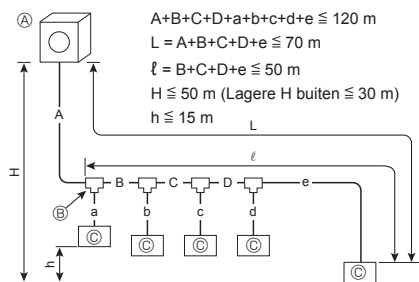 Ⓐ
A+B+C+D+a+b+c+d+e ≦ 120 m
L = A+B+C+D+e ≦ 70 m
ℓ = B+C+D+e ≦ 50 m
H ≦ 50 m (Lagere H buiten ≦ 30 m)
h ≦ 15 m
A
L
H
ℓ
B C D e
Ⓑ a b c d
Ⓒ Ⓒ Ⓒ Ⓒ
h
Ⓒ